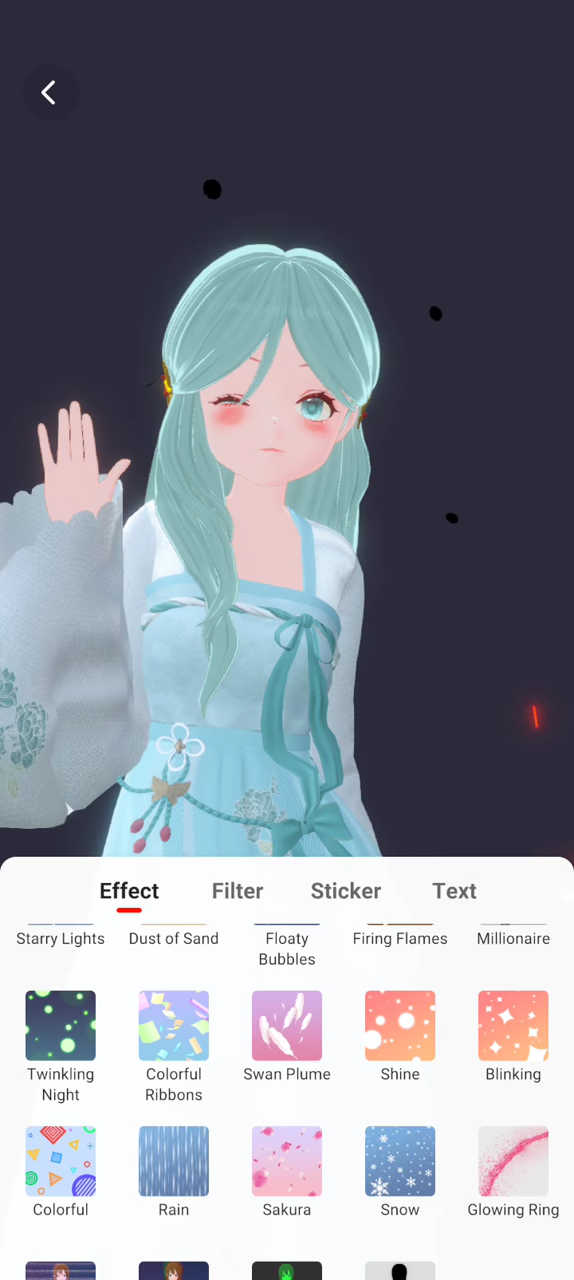 Effect Filter Sticker Text
Starry Lights Dust of Sand Floaty Bubbles Firing Flames Millionaire
Twinkling Night Colorful Ribbons Swan Plume Shine Blinking
Colorful Rain Sakura Snow Glowing Ring